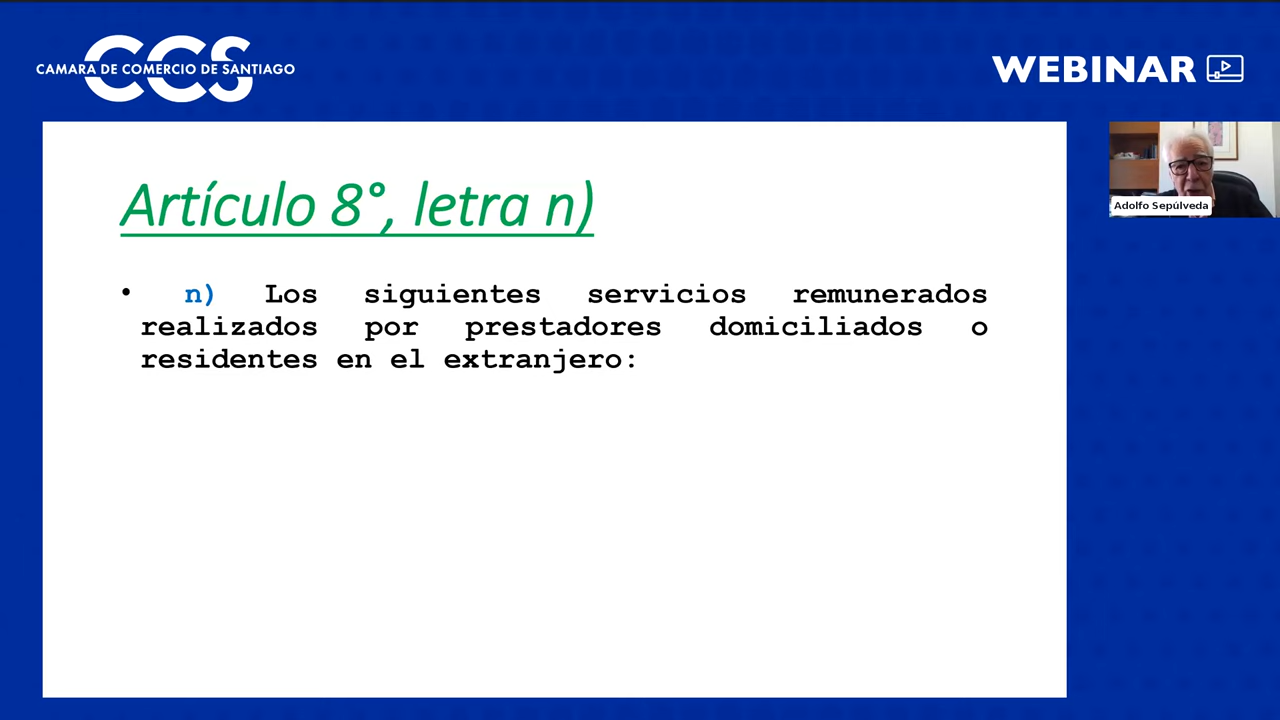 CCS
CAMARA DE COMERCIO DE SANTIAGO
WEBINAR
Artículo 8°, letra n)
Adolfo Sepúlveda
• n) Los siguientes servicios remunerados
realizados por prestadores domiciliados o
residentes en el extranjero: